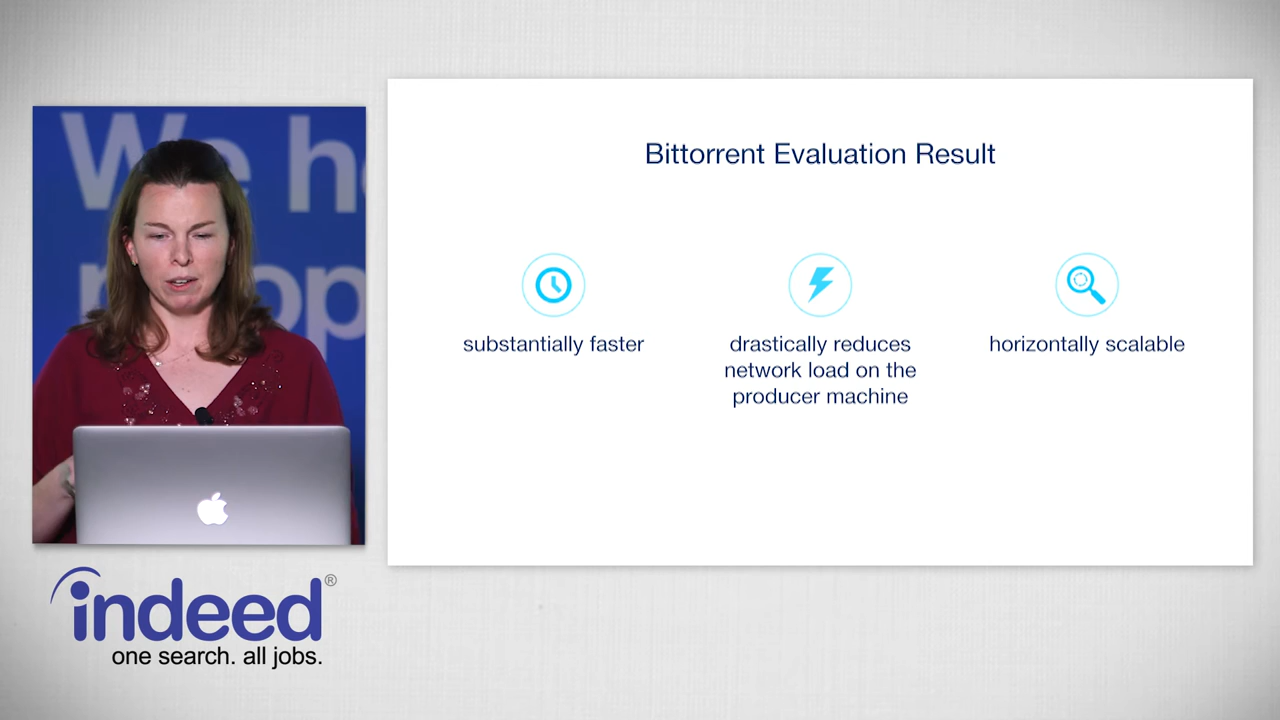 We h
Bittorrent Evaluation Result
substantially faster
drastically reduces
network load on the
producer machine
horizontally scalable
indeed®
one search. all jobs.